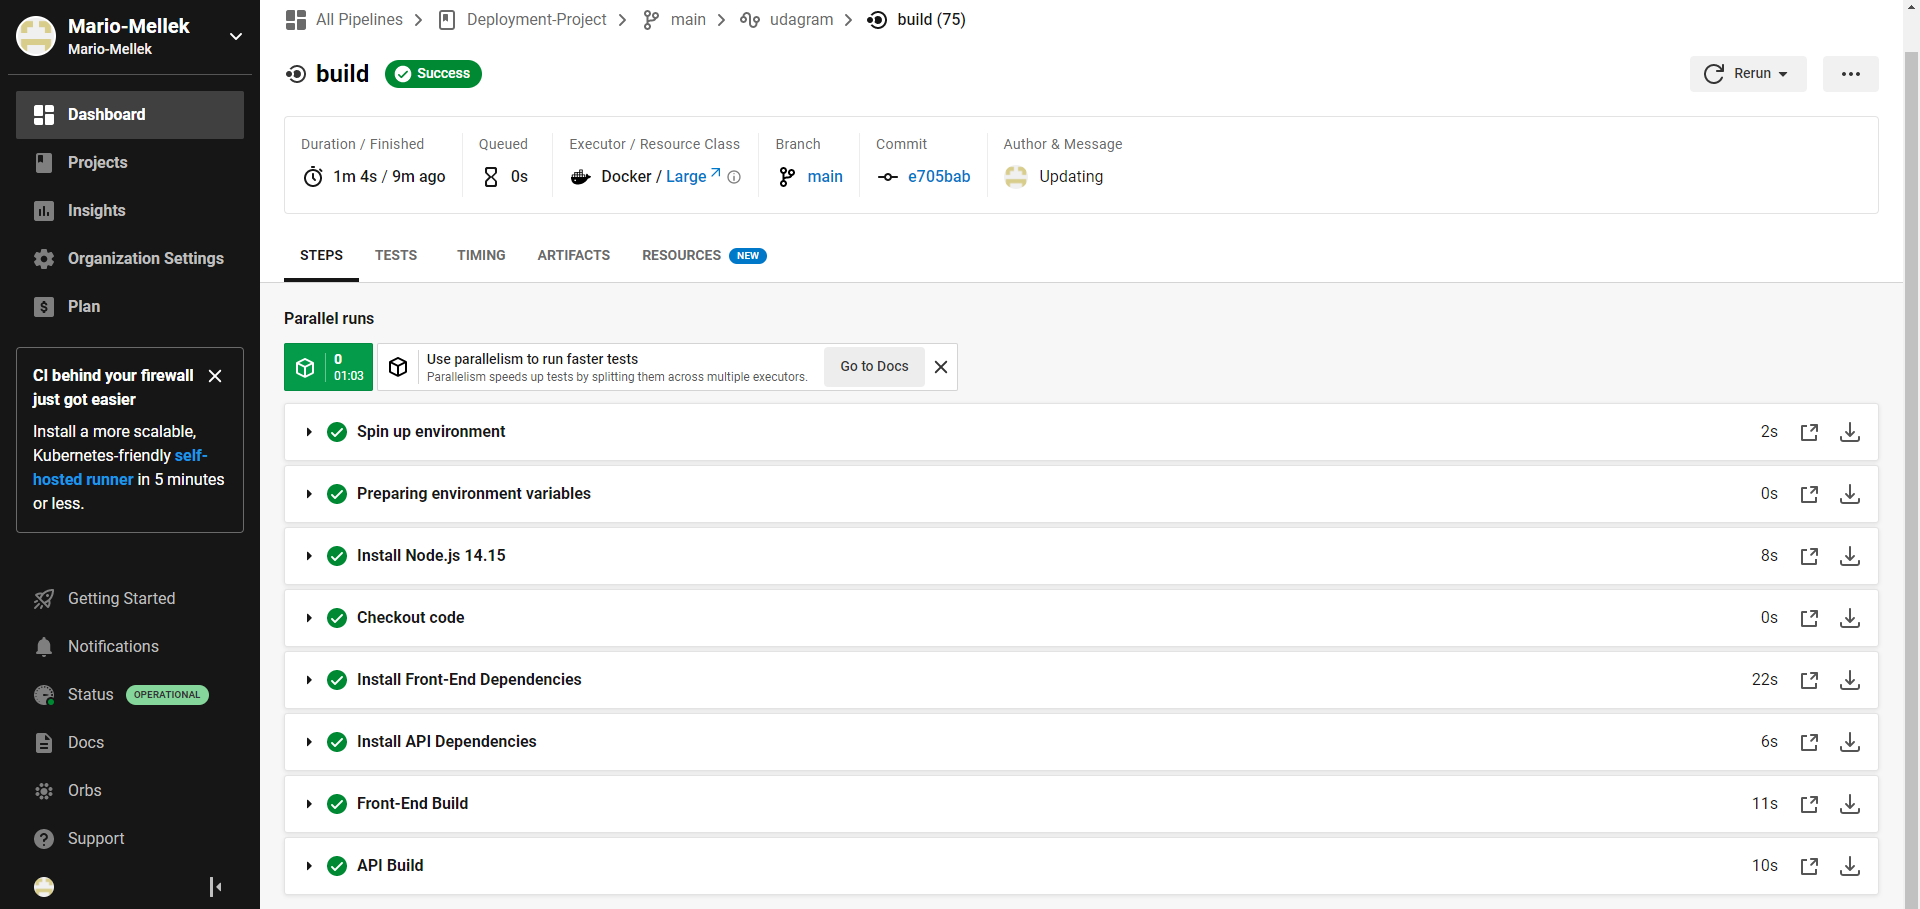 Mario-Mellek
Mario-Mellek
Dashboard
Projects
Insights
Organization Settings
Plan
CI behind your firewall
just got easier
Install a more scalable,
Kubernetes-friendly self-
hosted runner in 5 minutes
or less.
Getting Started
Notifications
Status OPERATIONAL
Docs
Orbs
Support
All Pipelines Deployment-Project main udagram build (75)
build Success
Rerun
Duration / Finished
1m 4s / 9m ago
Queued
0s
Executor / Resource Class
Docker / Large
Branch
main
Commit
e705bab
Author & Message
Updating
STEPS TESTS TIMING ARTIFACTS RESOURCES NEW
Parallel runs
0
01:03
Use parallelism to run faster tests
Parallelism speeds up tests by splitting them across multiple executors.
Go to Docs
Spin up environment 2s
Preparing environment variables 0s
Install Node.js 14.15 8s
Checkout code 0s
Install Front-End Dependencies 22s
Install API Dependencies 6s
Front-End Build 11s
API Build 10s